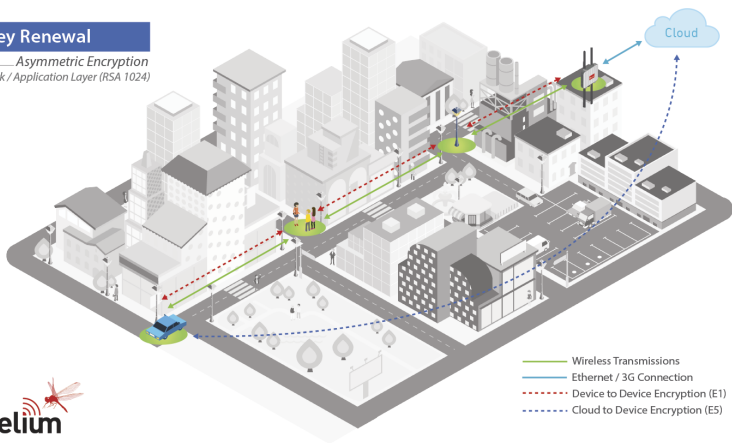 ey Renewal
Asymmetric Encryption
k / Application Layer (RSA 1024)
Cloud
Wireless Transmissions
Ethernet / 3G Connection
Device to Device Encryption (E1)
Cloud to Device Encryption (E5)
elium